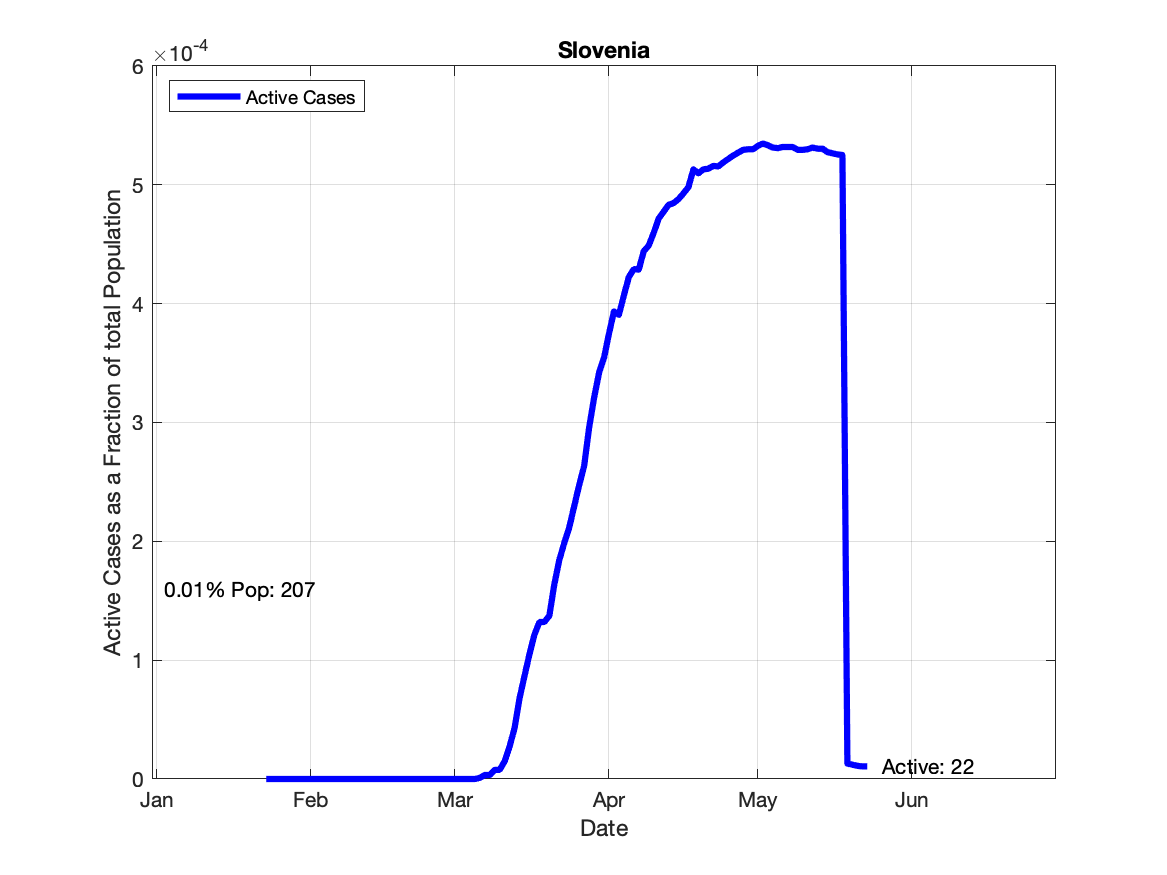 Slovenia
×10-4
6
5
4
3
2
1
0
Active Cases as a Fraction of total Population
Active Cases
0.01% Pop: 207
Active: 22
Jan Feb Mar Apr May Jun
Date